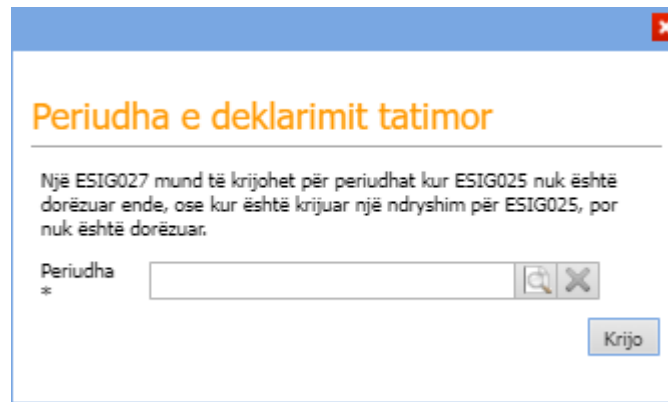 Periudha e deklarimit tatimor
Një ESIG027 mund të krijohet për periudhat kur ESIG025 nuk është
dorëzuar ende, ose kur është krijuar një ndryshim për ESIG025, por
nuk është dorëzuar.
Periudha
*
Krijo